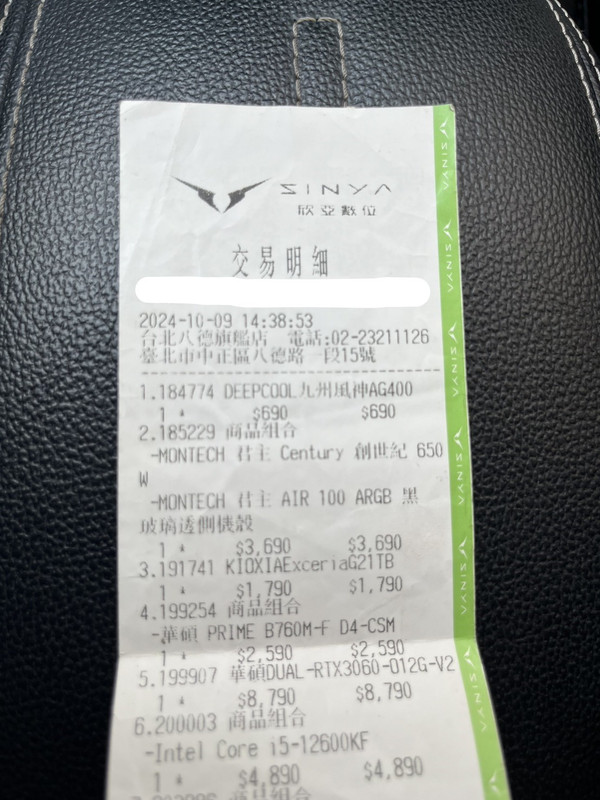 SINYA
欣亞數位
交易明細
2024-10-09 14:38:53
台北八德旗艦店 電話:02-23211126
臺北市中正區八德路一段15號
1.184774 DEEPCOOL九州風神AG400
1 * $690 $690
2.185229 商品組合
-MONTECH 君主 Century 創世紀 650
W
-MONTECH 君主 AIR 100 ARGB 黑
玻璃透側機殼
1 * $3,690 $3,690
3.191741 KIOXIAExceriaG21TB
1 * $1,790 $1,790
4.199254 商品組合
-華碩 PRIME B760M-F D4-CSM
1 * $2,590 $2,590
5.199907 華碩DUAL-RTX3060-O12G-V2
1 * $8,790 $8,790
6.200003 商品組合
-Intel Core i5-12600KF
1 * $4,890 $4,890
SINYA
SINYA
SINYA
SINYA
SINYA
SINYA